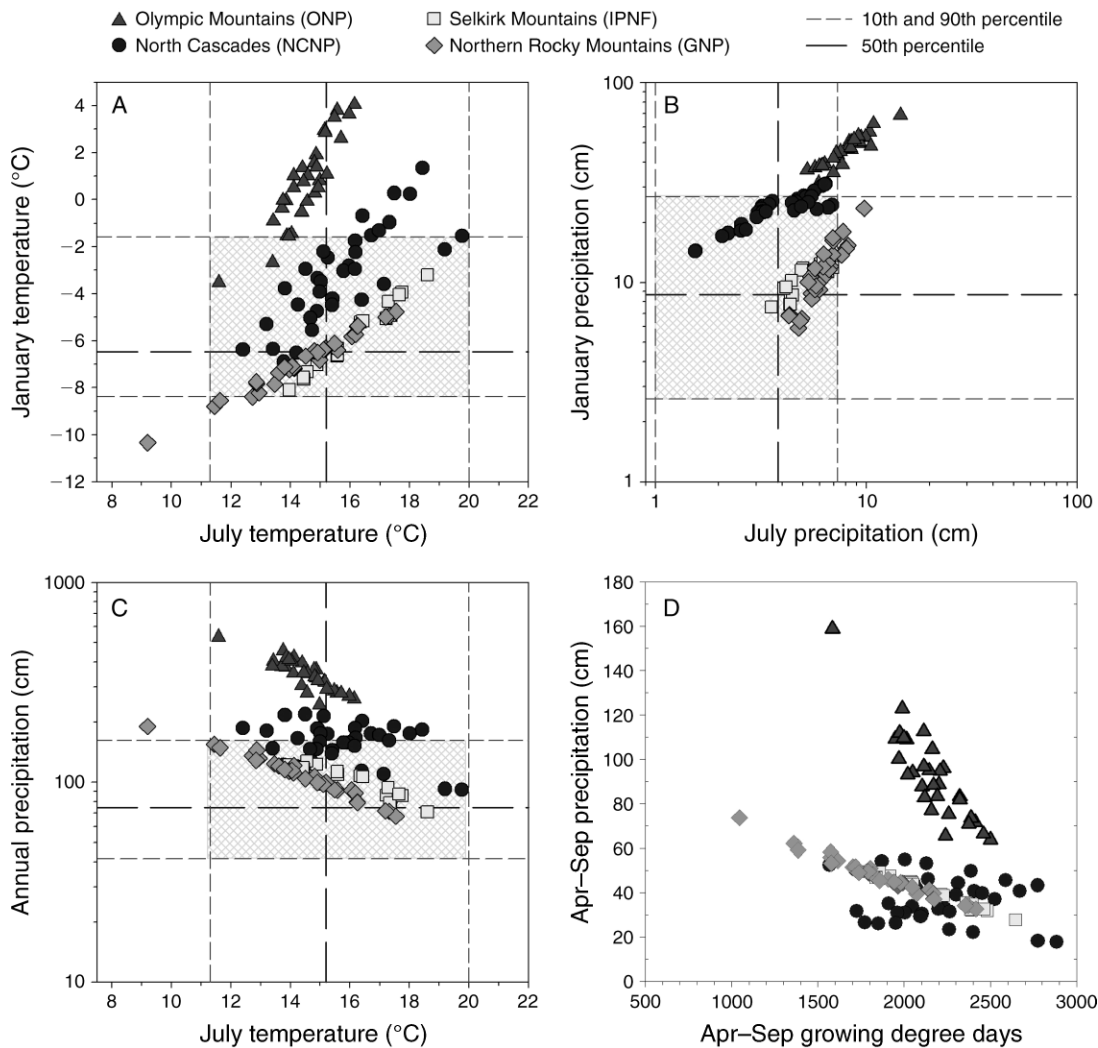 Olympic Mountains (ONP) Selkirk Mountains (IPNF) 10th and 90th percentile
North Cascades (NCNP) Northern Rocky Mountains (GNP) 50th percentile
A
4
2
0
−2
−4
−6
−8
−10
−12
January temperature (°C)
8 10 12 14 16 18 20 22
July temperature (°C)
B
100
10
1
January precipitation (cm)
1 10 100
July precipitation (cm)
C
1000
100
10
Annual precipitation (cm)
8 10 12 14 16 18 20 22
July temperature (°C)
D
180
160
140
120
100
80
60
40
20
0
Apr–Sep precipitation (cm)
500 1000 1500 2000 2500 3000
Apr–Sep growing degree days